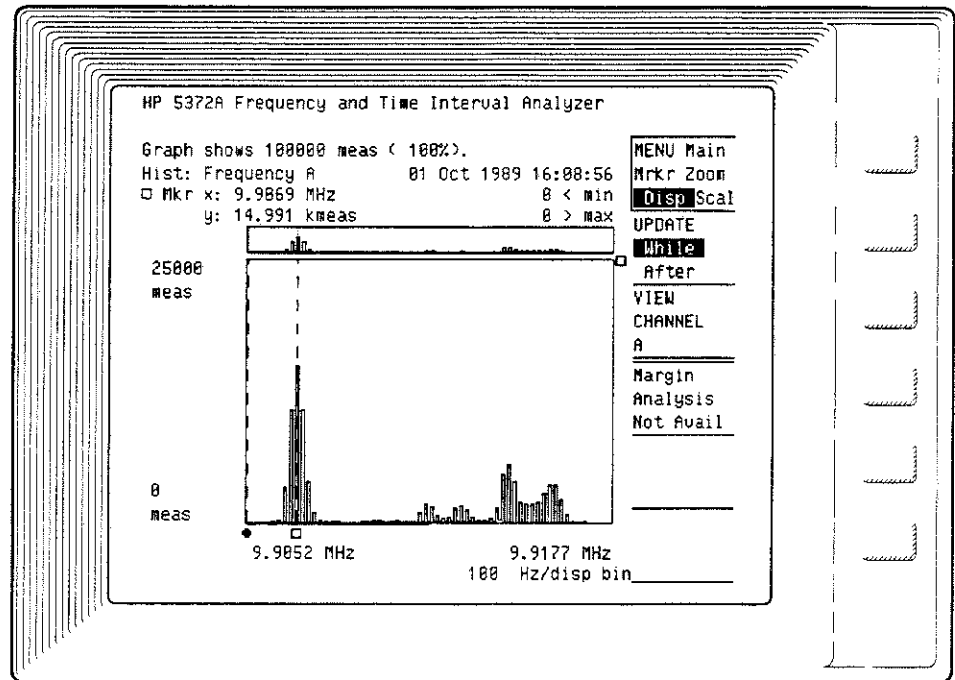 HP 5372A Frequency and Time Interval Analyzer
Graph shows 100000 meas ( 100%).
Hist: Frequency A 01 Oct 1989 16:08:56
Mkr x: 9.9069 MHz 0 < min
y: 14.991 kmeas 0 > max
25000
meas
0
meas
9.9052 MHz 9.9177 MHz
100 Hz/disp bin
MENU Main
Mrkr Zoom
Disp Scal
UPDATE
While
After
VIEW
CHANNEL
A
Margin
Analysis
Not Avail